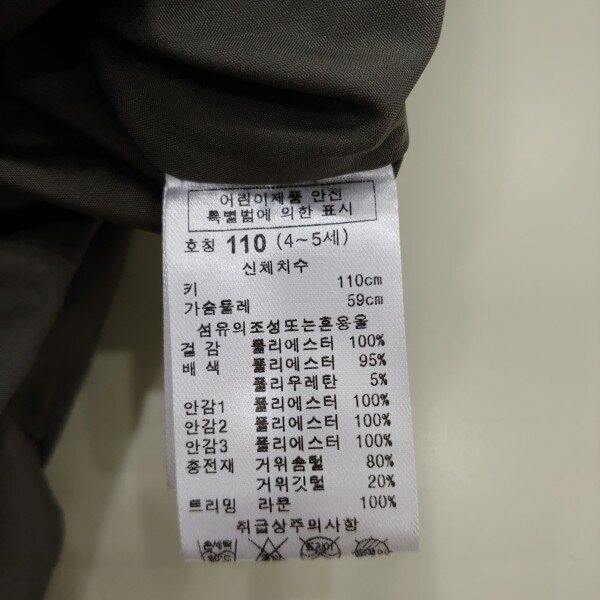 어린이제품 안전
특별법에 의한 표시
호칭 110 (4~5세)
신체치수
키 110cm
가슴둘레 59cm
섬유의조성또는혼용율
겉감 폴리에스터 100%
배색 폴리에스터 95%
폴리우레탄 5%
안감1 폴리에스터 100%
안감2 폴리에스터 100%
안감3 폴리에스터 100%
충전재 거위솜털 80%
거위깃털 20%
트리밍 라쿤 100%
취급상주의사항
손세탁
드라이